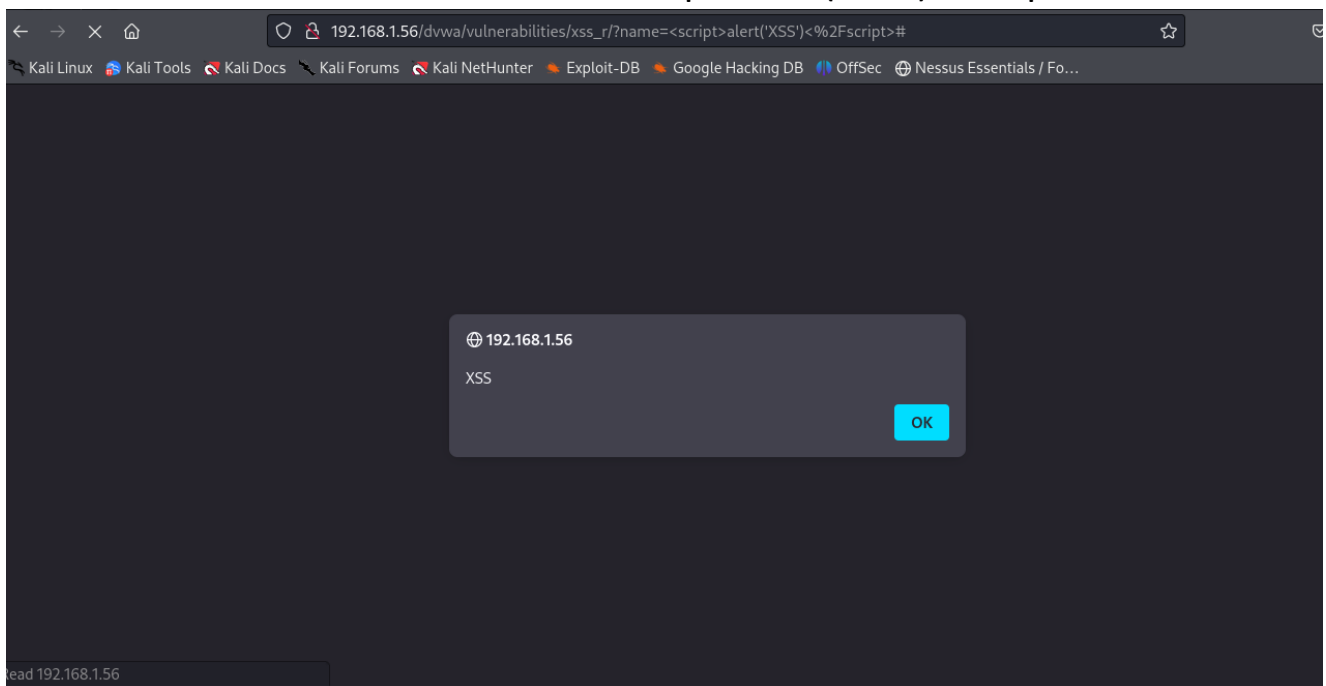 192.168.1.56/dvwa/vulnerabilities/xss_r/?name=<script>alert('XSS')<%2Fscript>#
Kali Linux Kali Tools Kali Docs Kali Forums Kali NetHunter Exploit-DB Google Hacking DB OffSec Nessus Essentials / Fo...
192.168.1.56
XSS
OK
192.168.1.56